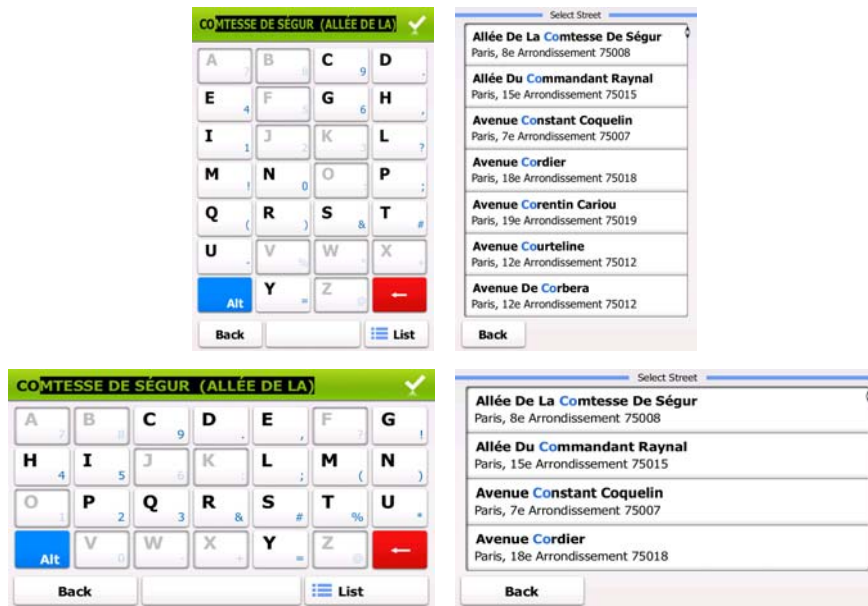 COMTESSE DE SÉGUR (ALLÉE DE LA)
A 7 B 8 C 9 D .
E 4 F 5 G 6 H ,
I 1 J 2 K 3 L ?
M ! N 0 O P ;
Q ( R ) S & T #
U - V % W X +
Alt Y = Z @
Back List
Select Street
Allée De La Comtesse De Ségur
Paris, 8e Arrondissement 75008
Allée Du Commandant Raynal
Paris, 15e Arrondissement 75015
Avenue Constant Coquelin
Paris, 7e Arrondissement 75007
Avenue Cordier
Paris, 18e Arrondissement 75018
Avenue Corentin Cariou
Paris, 19e Arrondissement 75019
Avenue Courteline
Paris, 12e Arrondissement 75012
Avenue De Corbera
Paris, 12e Arrondissement 75012
Back
COMTESSE DE SÉGUR (ALLÉE DE LA)
A 7 B 8 C 9 D . E , F ? G !
H 4 I 5 J 6 K : L ; M ( N )
O 1 P 2 Q 3 R & S # T % U *
Alt V 0 W - X + Y = Z @
Back List
Select Street
Allée De La Comtesse De Ségur
Paris, 8e Arrondissement 75008
Allée Du Commandant Raynal
Paris, 15e Arrondissement 75015
Avenue Constant Coquelin
Paris, 7e Arrondissement 75007
Avenue Cordier
Paris, 18e Arrondissement 75018
Back